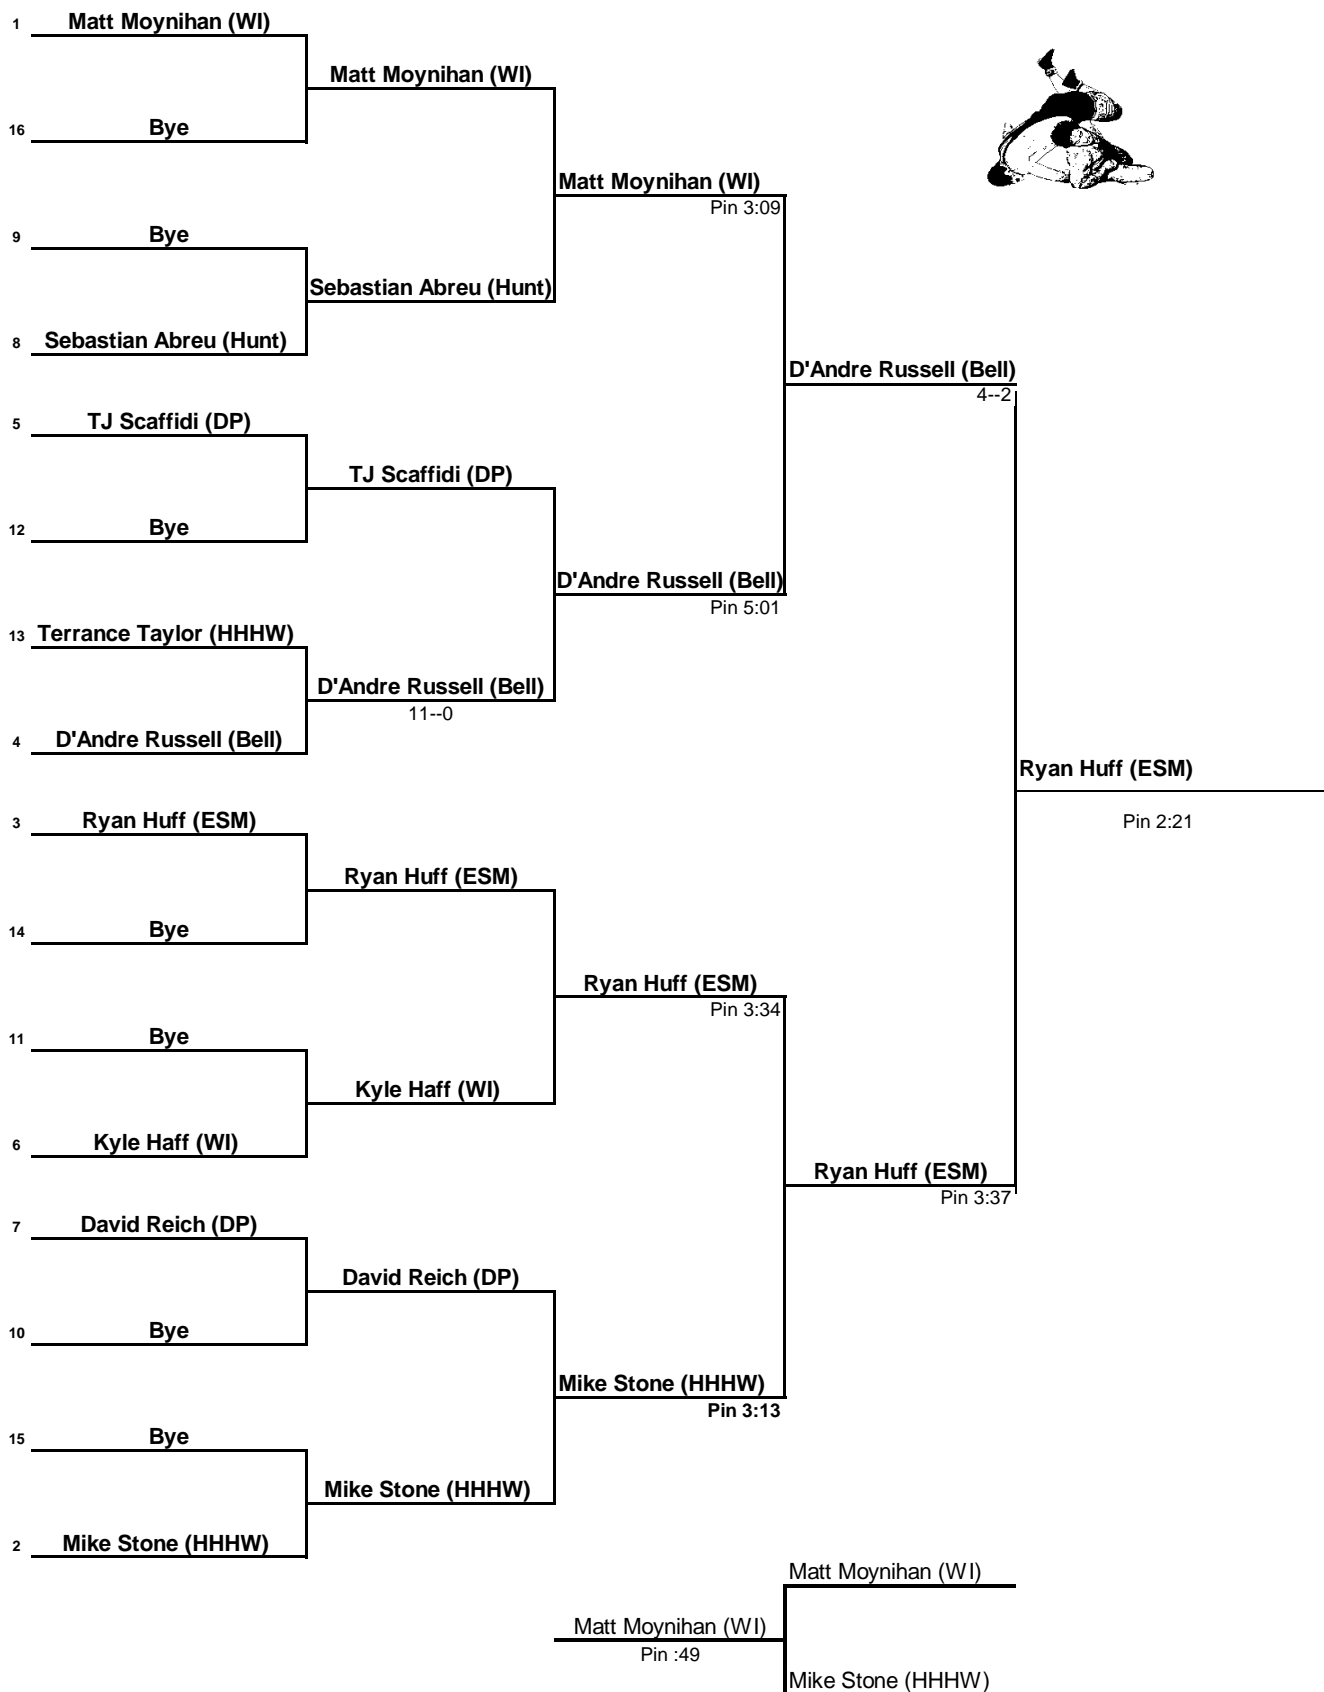 1 Matt Moynihan (WI)
Matt Moynihan (WI)
16 Bye
Matt Moynihan (WI)
Pin 3:09
9 Bye
Sebastian Abreu (Hunt)
8 Sebastian Abreu (Hunt)
D'Andre Russell (Bell)
4--2
5 TJ Scaffidi (DP)
TJ Scaffidi (DP)
12 Bye
D'Andre Russell (Bell)
Pin 5:01
13 Terrance Taylor (HHHW)
D'Andre Russell (Bell)
11--0
4 D'Andre Russell (Bell)
Ryan Huff (ESM)
Pin 2:21
3 Ryan Huff (ESM)
Ryan Huff (ESM)
14 Bye
Ryan Huff (ESM)
Pin 3:34
11 Bye
Kyle Haff (WI)
6 Kyle Haff (WI)
Ryan Huff (ESM)
Pin 3:37
7 David Reich (DP)
David Reich (DP)
10 Bye
Mike Stone (HHHW)
Pin 3:13
15 Bye
Mike Stone (HHHW)
2 Mike Stone (HHHW)
Matt Moynihan (WI)
Matt Moynihan (WI)
Pin :49
Mike Stone (HHHW)